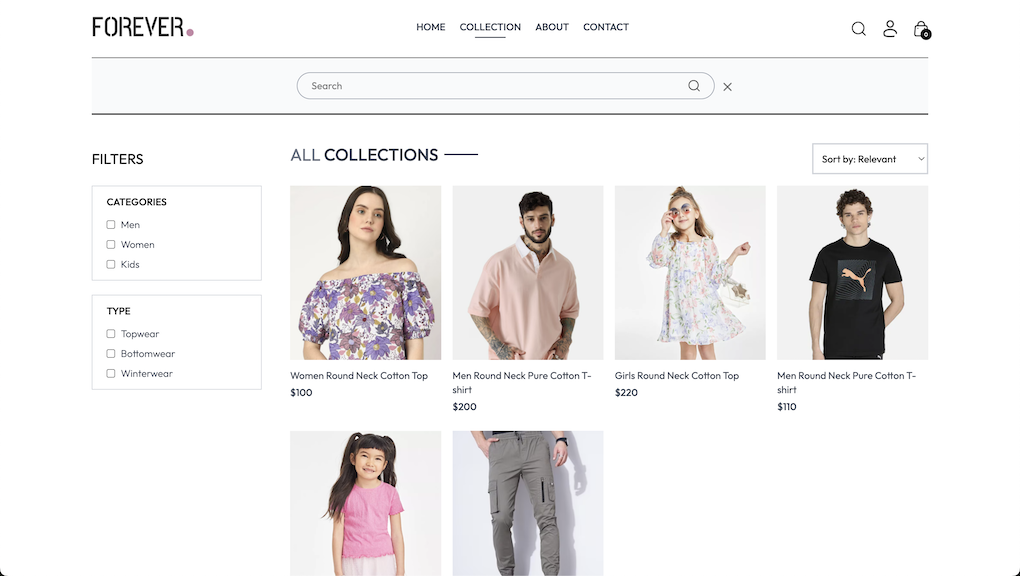 FOREVER.
HOME COLLECTION ABOUT CONTACT
0
Search
FILTERS
ALL COLLECTIONS
Sort by: Relevant
CATEGORIES
Men
Women
Kids
TYPE
Topwear
Bottomwear
Winterwear
Women Round Neck Cotton Top
$100
Men Round Neck Pure Cotton T-
shirt
$200
Girls Round Neck Cotton Top
$220
PUMA
Men Round Neck Pure Cotton T-
shirt
$110